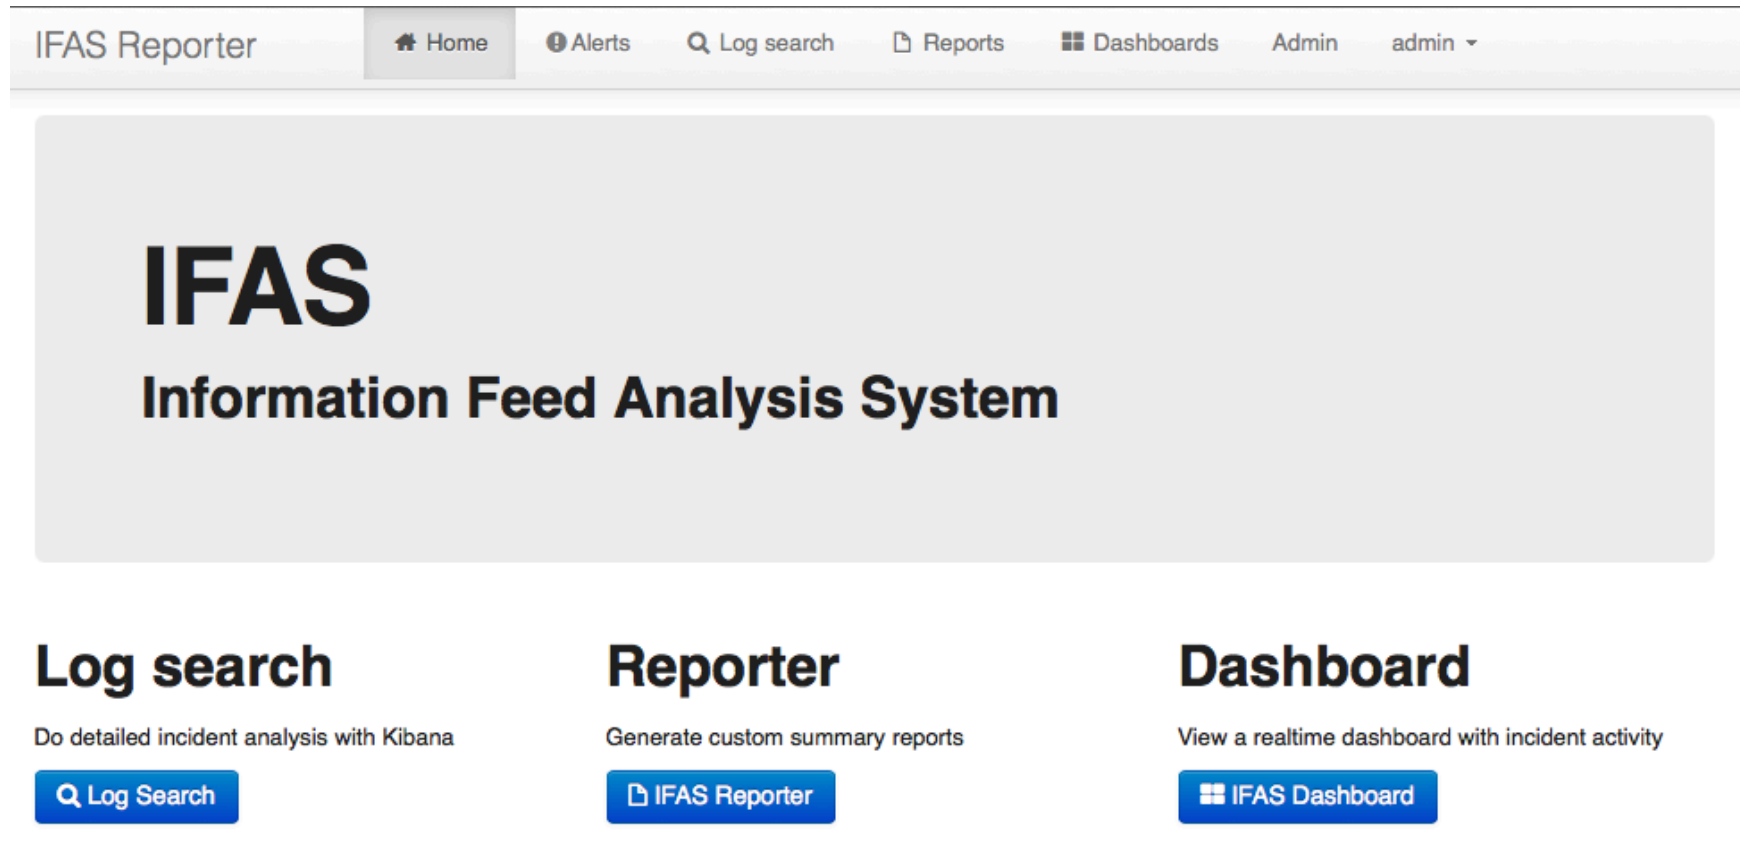 IFAS Reporter Home Alerts Log search Reports Dashboards Admin admin
IFAS
Information Feed Analysis System
Log search
Do detailed incident analysis with Kibana
Log Search
Reporter
Generate custom summary reports
IFAS Reporter
Dashboard
View a realtime dashboard with incident activity
IFAS Dashboard